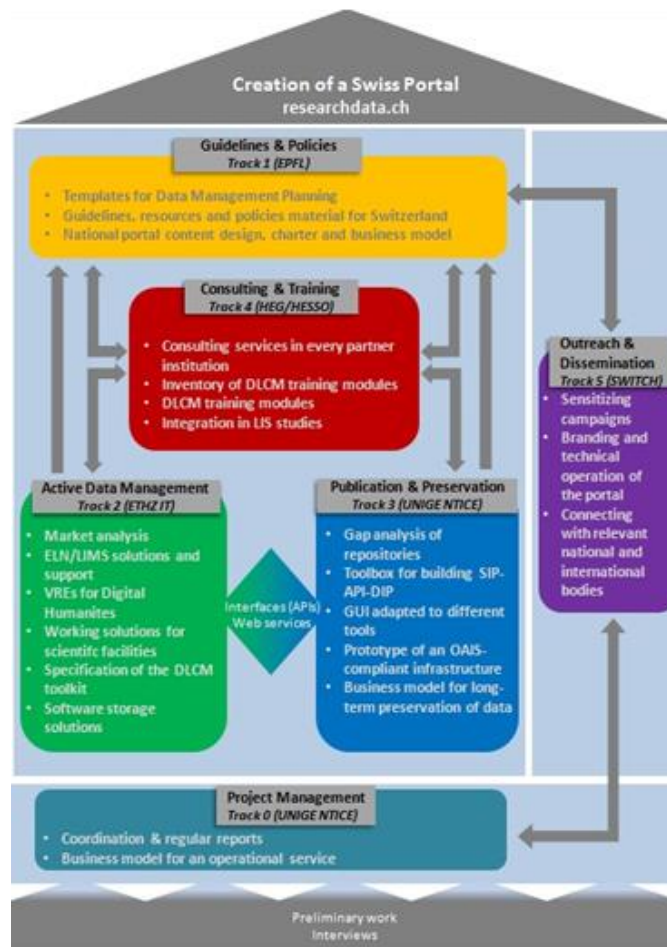 Creation of a Swiss Portal
researchdata.ch
Guidelines & Policies
Track 1 (EPFL)
• Templates for Data Management Planning
• Guidelines, resources and policies material for Switzerland
• National portal content design, charter and business model
Consulting & Training
Track 4 (HEG/HESSO)
• Consulting services in every partner
institution
• Inventory of DLCM training modules
• DLCM training modules
• Integration in LIS studies
Outreach &
Dissemination
Track 5 (SWITCH)
• Sensitizing
campaigns
• Branding and
technical
operation of
the portal
• Connecting
with relevant
national and
international
bodies
Active Data Management
Track 2 (ETHZ IT)
• Market analysis
• ELN/LIMS solutions and
support
• VREs for Digital
Humanites
• Working solutions for
scientifc facilities
• Specification of the DLCM
toolkit
• Software storage
solutions
Interfaces (APIs)
Web services
Publication & Preservation
Track 3 (UNIGE NTICE)
• Gap analysis of
repositories
• Toolbox for building SIP-
API-DIP
• GUI adapted to different
tools
• Prototype of an OAIS-
compliant infrastructure
• Business model for long-
term preservation of data
Project Management
Track 0 (UNIGE NTICE)
• Coordination & regular reports
• Business model for an operational service
Preliminary work
Interviews